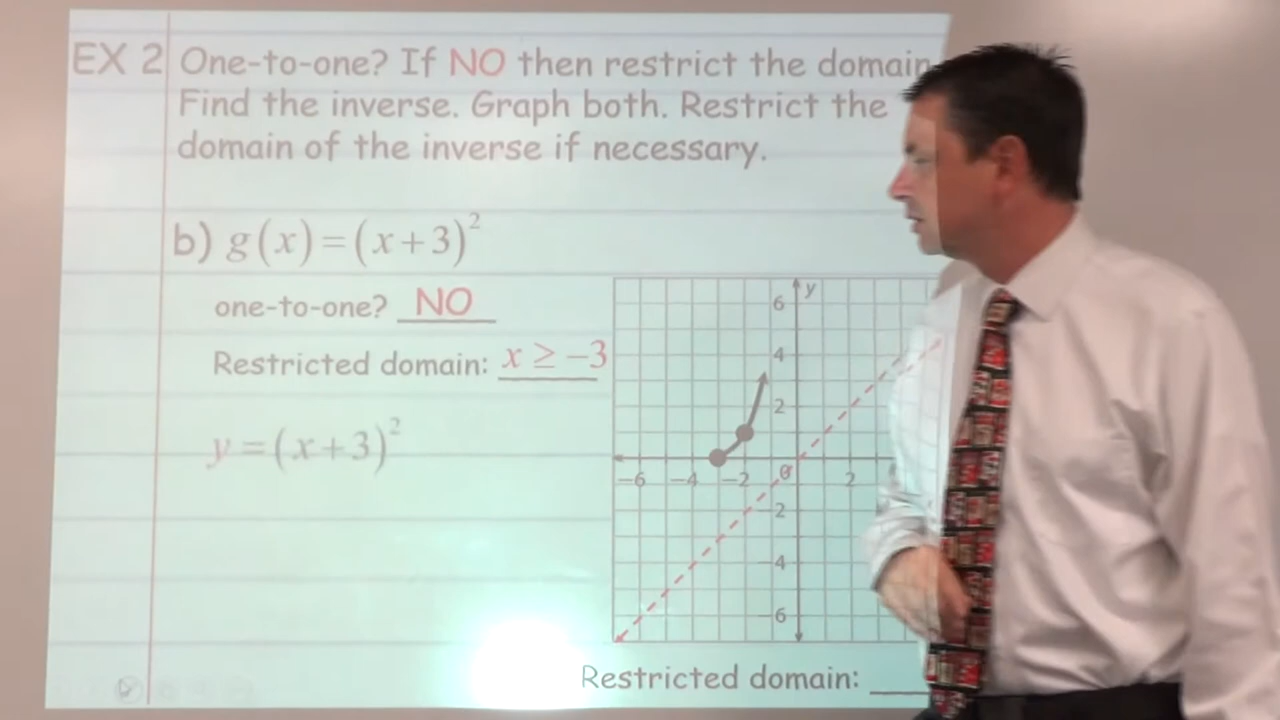 EX 2 One-to-one? If NO then restrict the domain
Find the inverse. Graph both. Restrict the
domain of the inverse if necessary.
b) g(x)=(x+3)²
one-to-one? NO
Restricted domain: x ≥ −3
y=(x+3)²
y
6
4
2
−6 −4 −2 0 2
−2
−4
−6
Restricted domain: